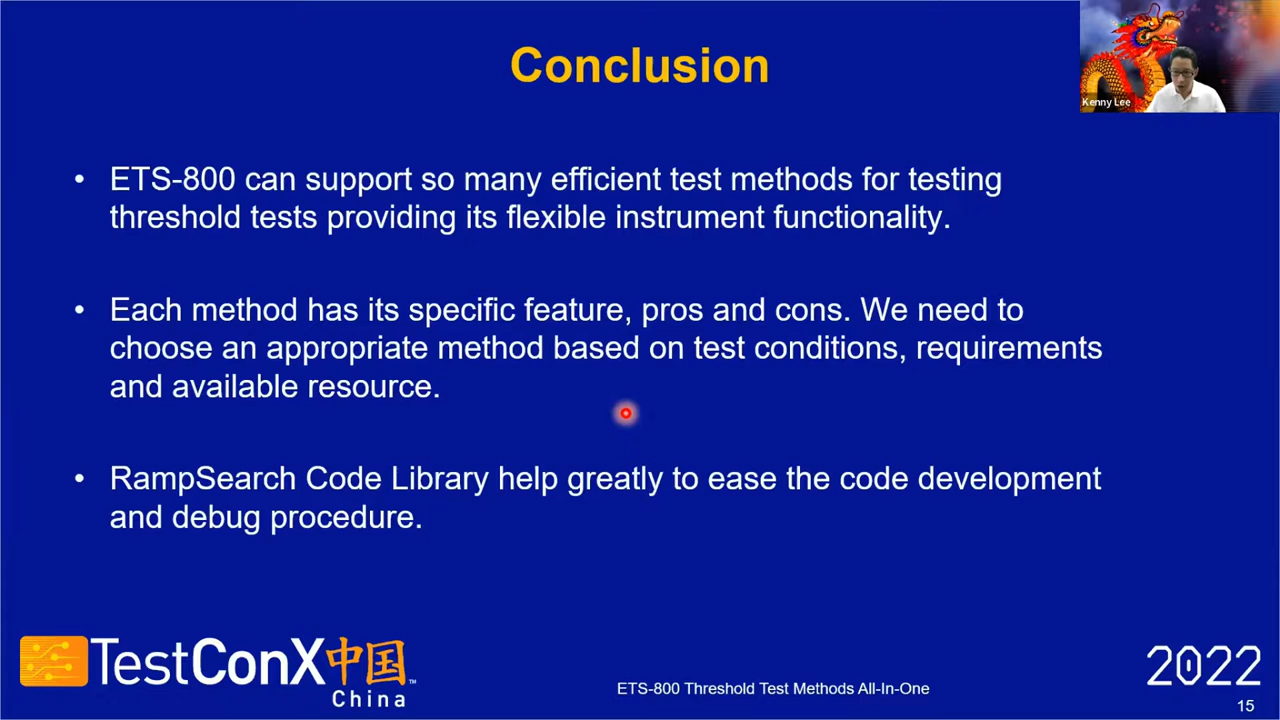 Conclusion
Kenny Lee
• ETS-800 can support so many efficient test methods for testing
threshold tests providing its flexible instrument functionality.
• Each method has its specific feature, pros and cons. We need to
choose an appropriate method based on test conditions, requirements
and available resource.
• RampSearch Code Library help greatly to ease the code development
and debug procedure.
TestConX中国™
China
ETS-800 Threshold Test Methods All-In-One
2022
15